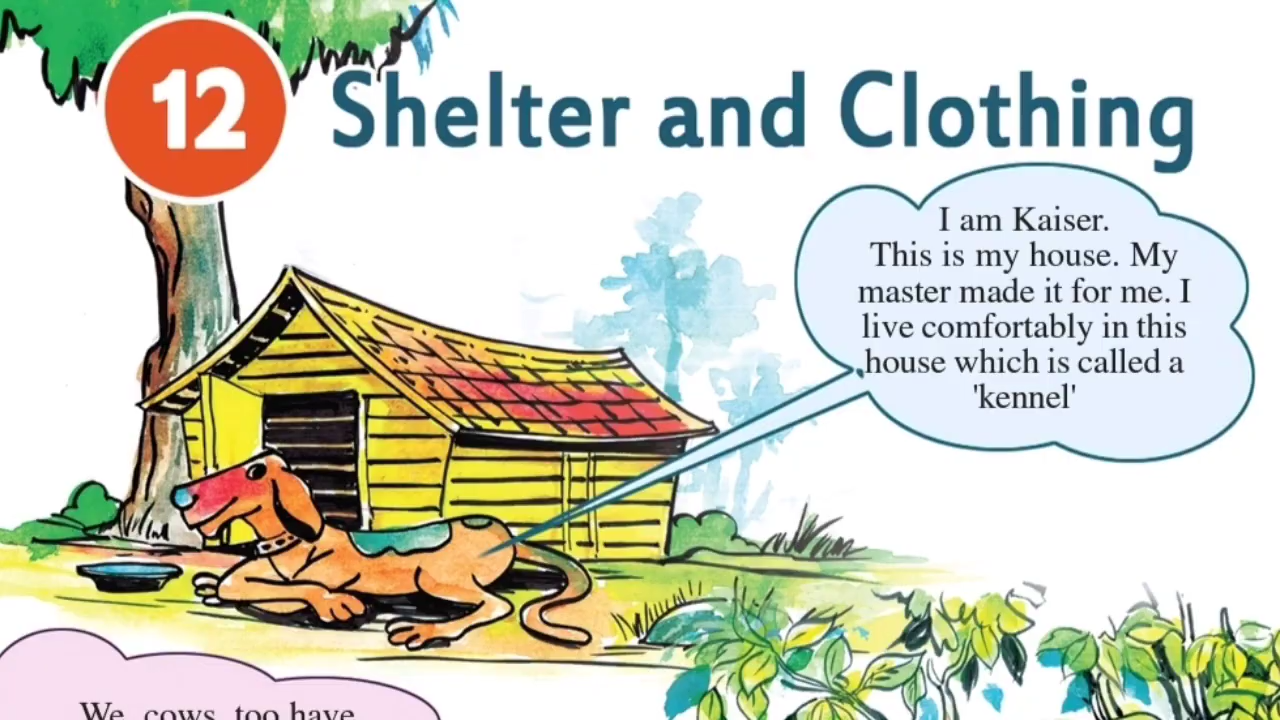 12
Shelter and Clothing
I am Kaiser.
This is my house. My
master made it for me. I
live comfortably in this
house which is called a
'kennel'
We, cows, too have